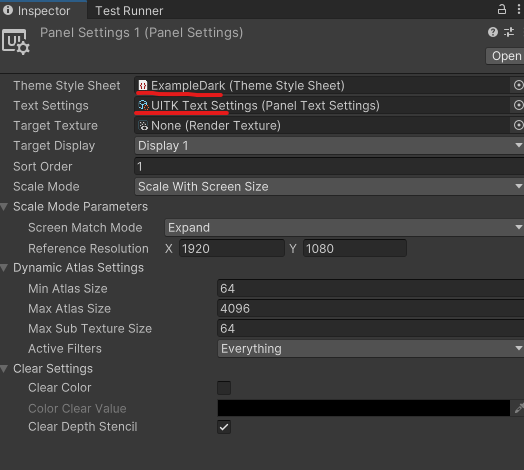 Inspector Test Runner
UI
Panel Settings 1 (Panel Settings)
Open
Theme Style Sheet ExampleDark (Theme Style Sheet)
Text Settings UITK Text Settings (Panel Text Settings)
Target Texture None (Render Texture)
Target Display Display 1
Sort Order 1
Scale Mode Scale With Screen Size
Scale Mode Parameters
Screen Match Mode Expand
Reference Resolution X 1920 Y 1080
Dynamic Atlas Settings
Min Atlas Size 64
Max Atlas Size 4096
Max Sub Texture Size 64
Active Filters Everything
Clear Settings
Clear Color
Color Clear Value
Clear Depth Stencil